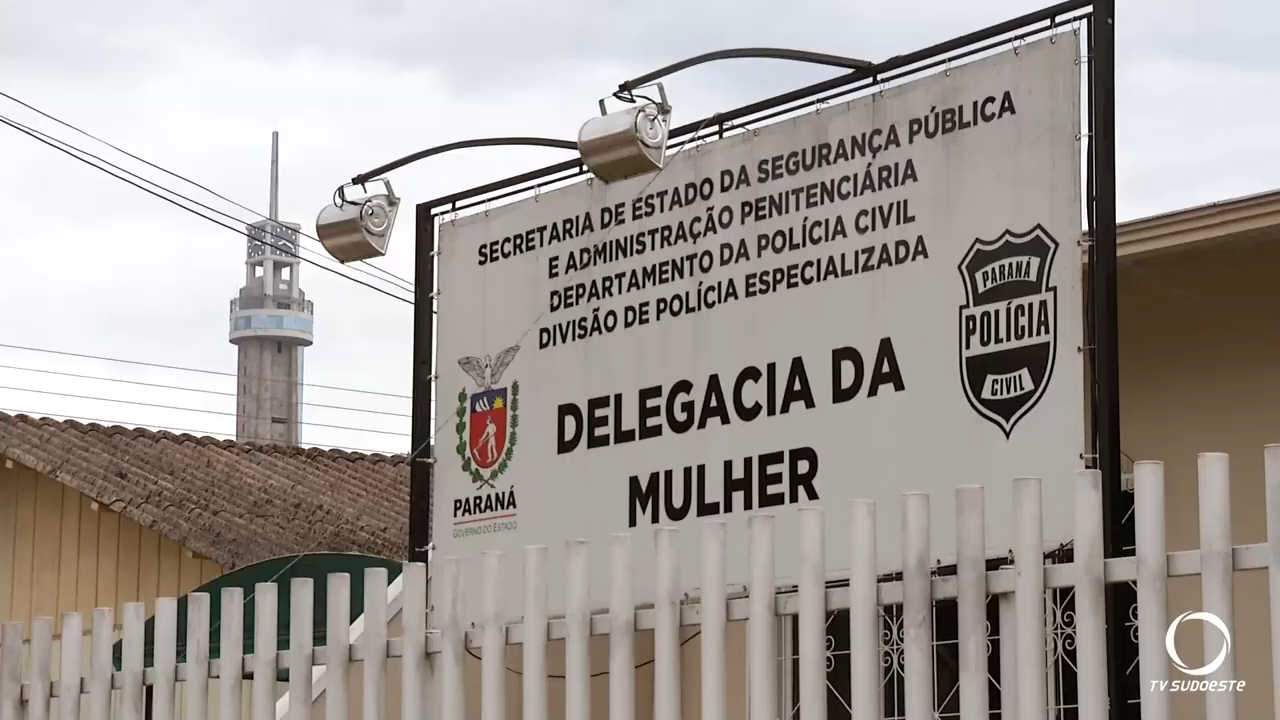 SECRETARIA DE ESTADO DA SEGURANÇA PÚBLICA
E ADMINISTRAÇÃO PENITENCIÁRIA
DEPARTAMENTO DA POLÍCIA CIVIL
DIVISÃO DE POLÍCIA ESPECIALIZADA
DELEGACIA DA
MULHER
PARANÁ
GOVERNO DO ESTADO
PARANÁ
POLÍCIA
CIVIL
TV SUDOESTE